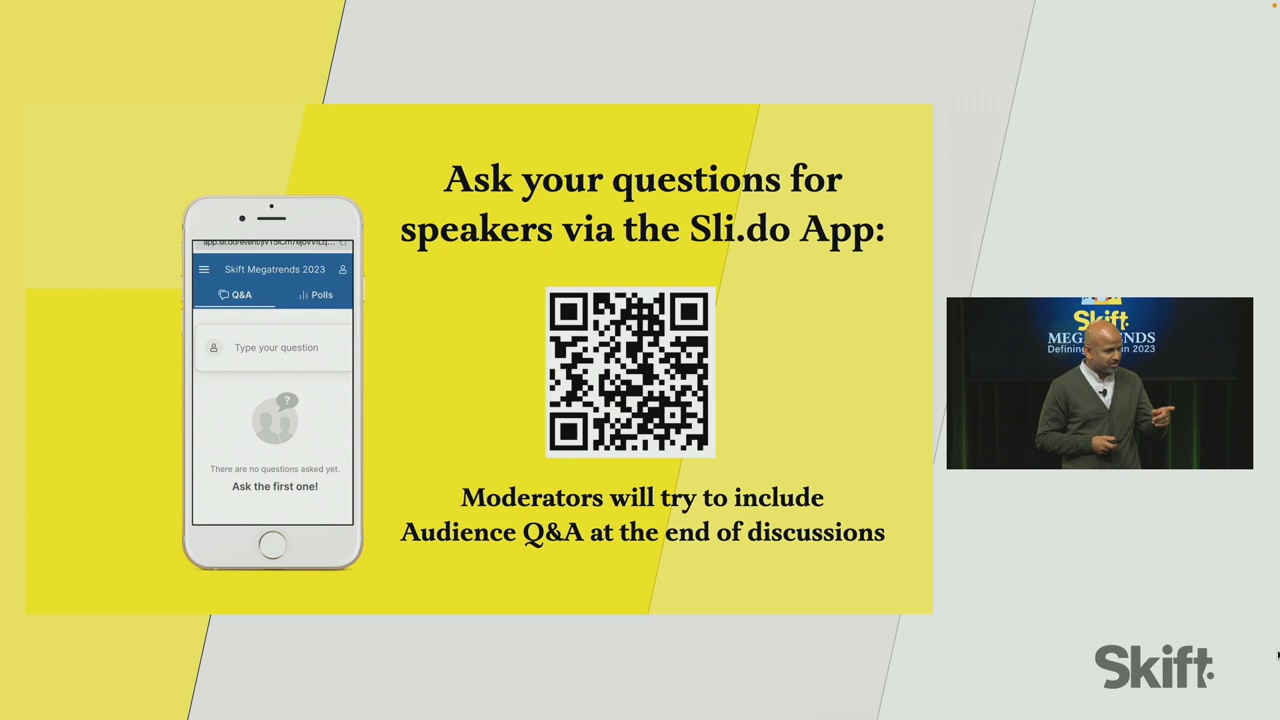 Ask your questions for
speakers via the Sli.do App:
Skift Megatrends 2023
Q&A
Polls
Type your question
?
There are no questions asked yet.
Ask the first one!
Moderators will try to include
Audience Q&A at the end of discussions
Skift
Skift